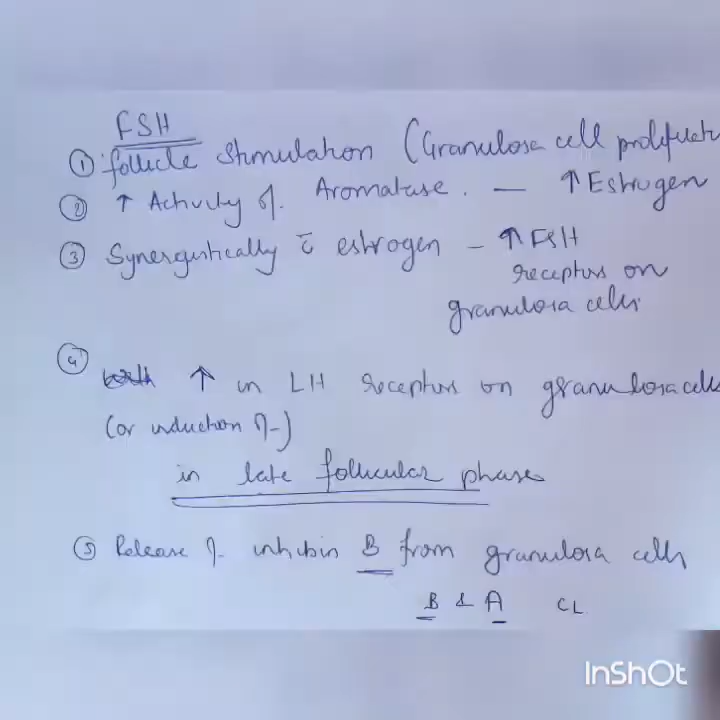 FSH
① follicle stimulation (Granulosa cell
② ↑ Activity of Aromatase. — ↑ Estrogen
③ Synergistically c̄ estrogen - ↑ FSH
receptors on
granulosa cells
④ ↑ in LH receptors on granulosa cells
(or induction of -)
in late follicular phase
⑤ Release of inhibin B from granulosa cells
B & A CL
InShOt